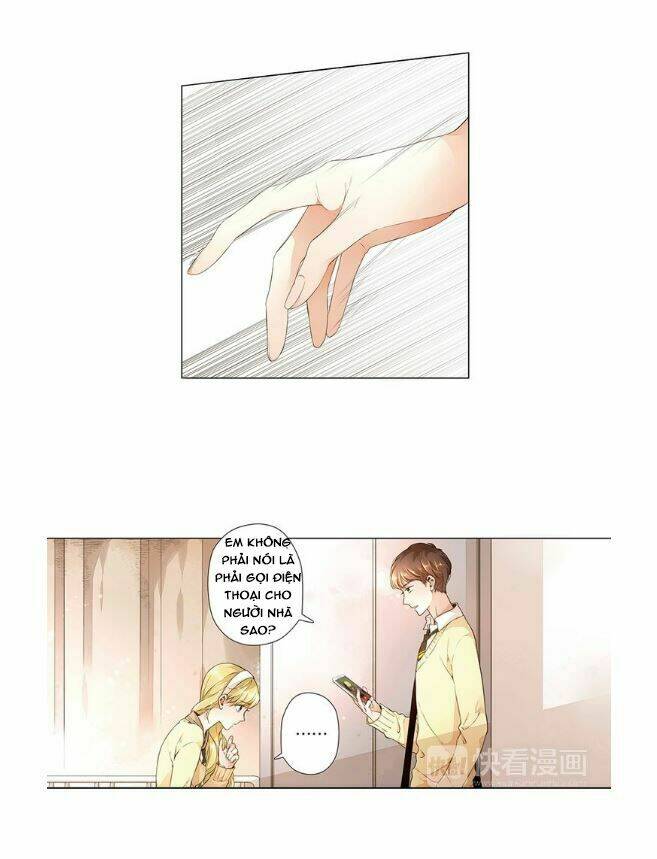 EM KHÔNG
PHẢI NÓI LÀ
PHẢI GỌI ĐIỆN
THOẠI CHO
NGƯỜI NHÀ
SAO?
......
快看漫画